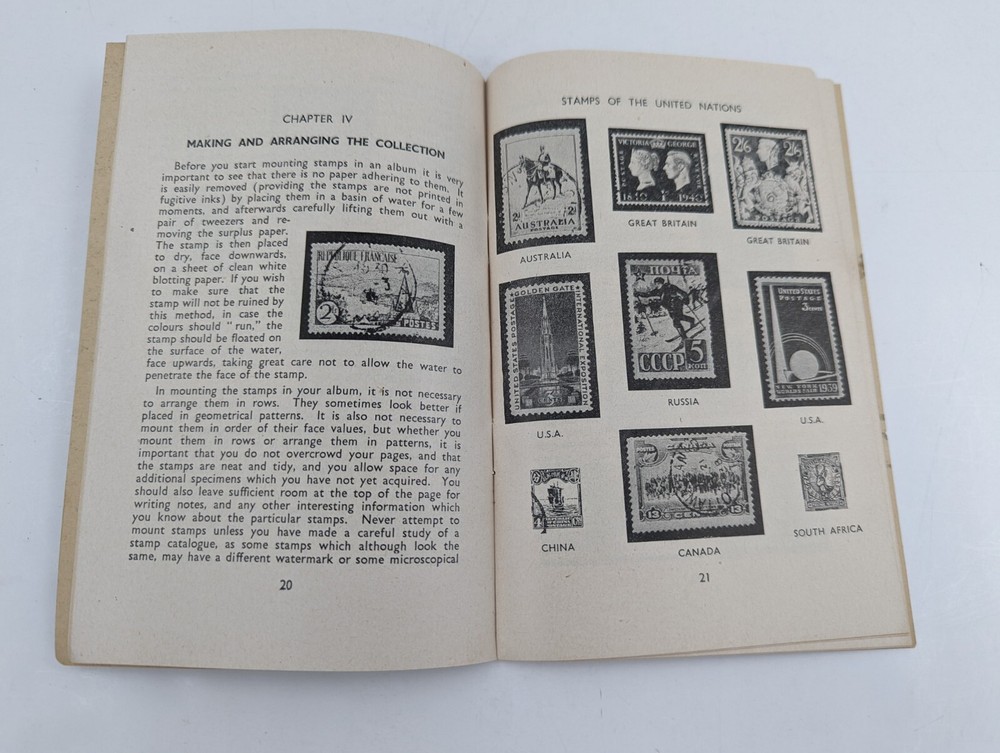 CHAPTER IV
MAKING AND ARRANGING THE COLLECTION
Before you start mounting stamps in an album it is very
important to see that there is no paper adhering to them. It
is easily removed (providing the stamps are not printed in
fugitive inks) by placing them in a basin of water for a few
moments, and afterwards carefully lifting them out with a
pair of tweezers and re-
moving the surplus paper.
The stamp is then placed
to dry, face downwards,
on a sheet of clean white
blotting paper. If you wish
to make sure that the
stamp will not be ruined by
this method, in case the
colours should " run," the
stamp should be floated on
the surface of the water,
face upwards, taking great care not to allow the water to
penetrate the face of the stamp.
REPUBLIQUE FRANÇAISE
2
POSTES
In mounting the stamps in your album, it is not necessary
to arrange them in rows. They sometimes look better if
placed in geometrical patterns. It is also not necessary to
mount them in order of their face values, but whether you
mount them in rows or arrange them in patterns, it is
important that you do not overcrowd your pages, and that
the stamps are neat and tidy, and you allow space for any
additional specimens which you have not yet acquired. You
should also leave sufficient room at the top of the page for
writing notes, and any other interesting information which
you know about the particular stamps. Never attempt to
mount stamps unless you have made a careful study of a
stamp catalogue, as some stamps which although look the
same, may have a different watermark or some microscopical
20
STAMPS OF THE UNITED NATIONS
AUSTRALIA
POSTAGE
AUSTRALIA
VICTORIA GEORGE
1840 1940
GREAT BRITAIN
2/6 2/6
GREAT BRITAIN
UNITED STATES POSTAGE
GOLDEN GATE
INTERNATIONAL EXPOSITION
U.S.A.
ПОЧТА
СССР 5
RUSSIA
UNITED STATES
POSTAGE
3 CENTS
NEW YORK
WORLD'S FAIR 1939
U.S.A.
CHINA
13 CENTS 13
CANADA
SOUTH AFRICA
21